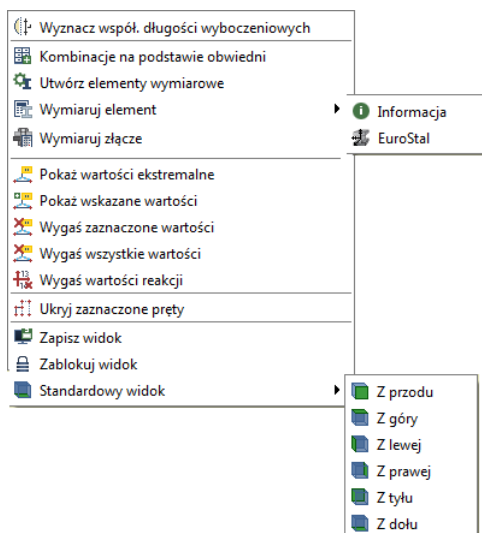 Wyznacz współ. długości wyboczeniowych
Kombinacje na podstawie obwiedni
Utwórz elementy wymiarowe
Wymiaruj element
Informacja
EuroStal
Wymiaruj złącze
Pokaż wartości ekstremalne
Pokaż wskazane wartości
Wygaś zaznaczone wartości
Wygaś wszystkie wartości
Wygaś wartości reakcji
Ukryj zaznaczone pręty
Zapisz widok
Zablokuj widok
Standardowy widok
Z przodu
Z góry
Z lewej
Z prawej
Z tyłu
Z dołu